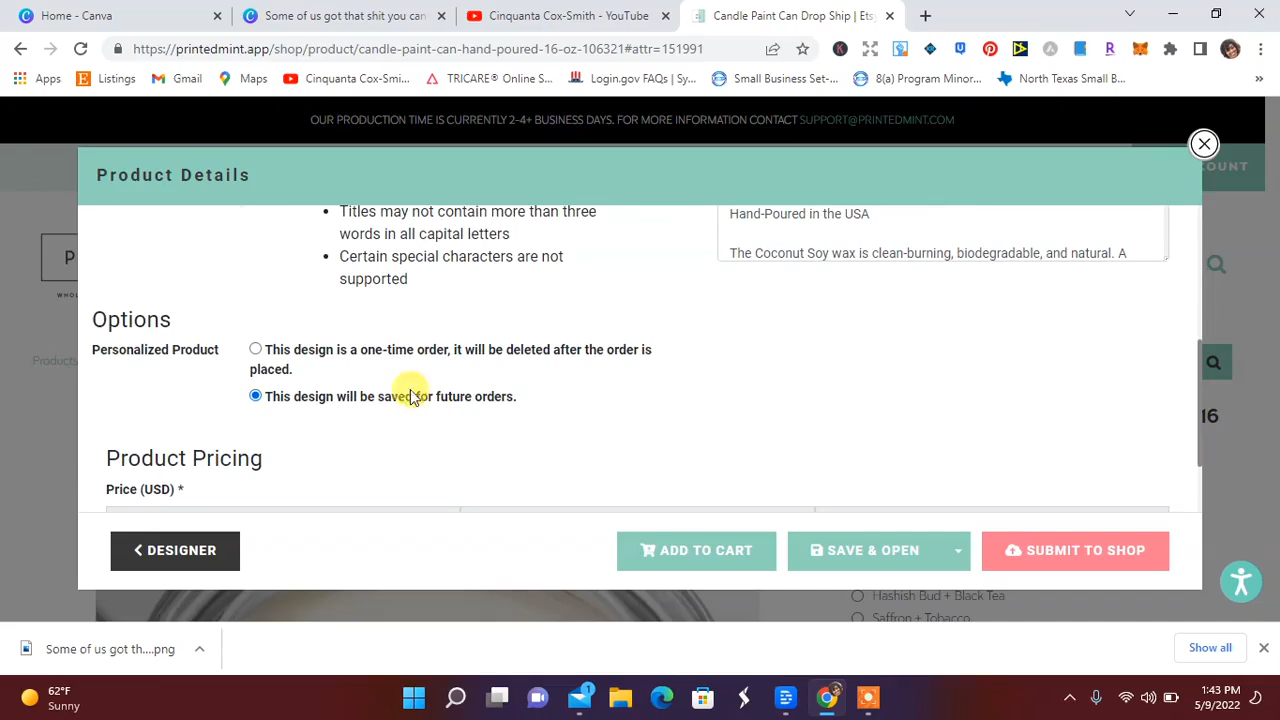 Home - Canva
Some of us got that shit you can
Cinquanta Cox-Smith - YouTube
Candle Paint Can Drop Ship | Ets
https://printedmint.app/shop/product/candle-paint-can-hand-poured-16-oz-106321#attr=151991
Apps
Listings
Gmail
Maps
Cinquanta Cox-Smi...
TRICARE® Online S...
Login.gov FAQs | Sy...
Small Business Set-...
8(a) Program Minor...
North Texas Small B...
»
OUR PRODUCTION TIME IS CURRENTLY 2-4+ BUSINESS DAYS. FOR MORE INFORMATION CONTACT SUPPORT@PRINTEDMINT.COM
OUNT
Product Details
• Titles may not contain more than three
words in all capital letters
• Certain special characters are not
supported
Hand-Poured in the USA
The Coconut Soy wax is clean-burning, biodegradable, and natural. A
P
WHOL
Products
16
Options
Personalized Product
This design is a one-time order, it will be deleted after the order is
placed.
This design will be saved for future orders.
Product Pricing
Price (USD) *
DESIGNER
ADD TO CART
SAVE & OPEN
SUBMIT TO SHOP
Hashish Bud + Black Tea
Saffron + Tobacco
Some of us got th....png
Show all
62°F
Sunny
1
1:43 PM
5/9/2022